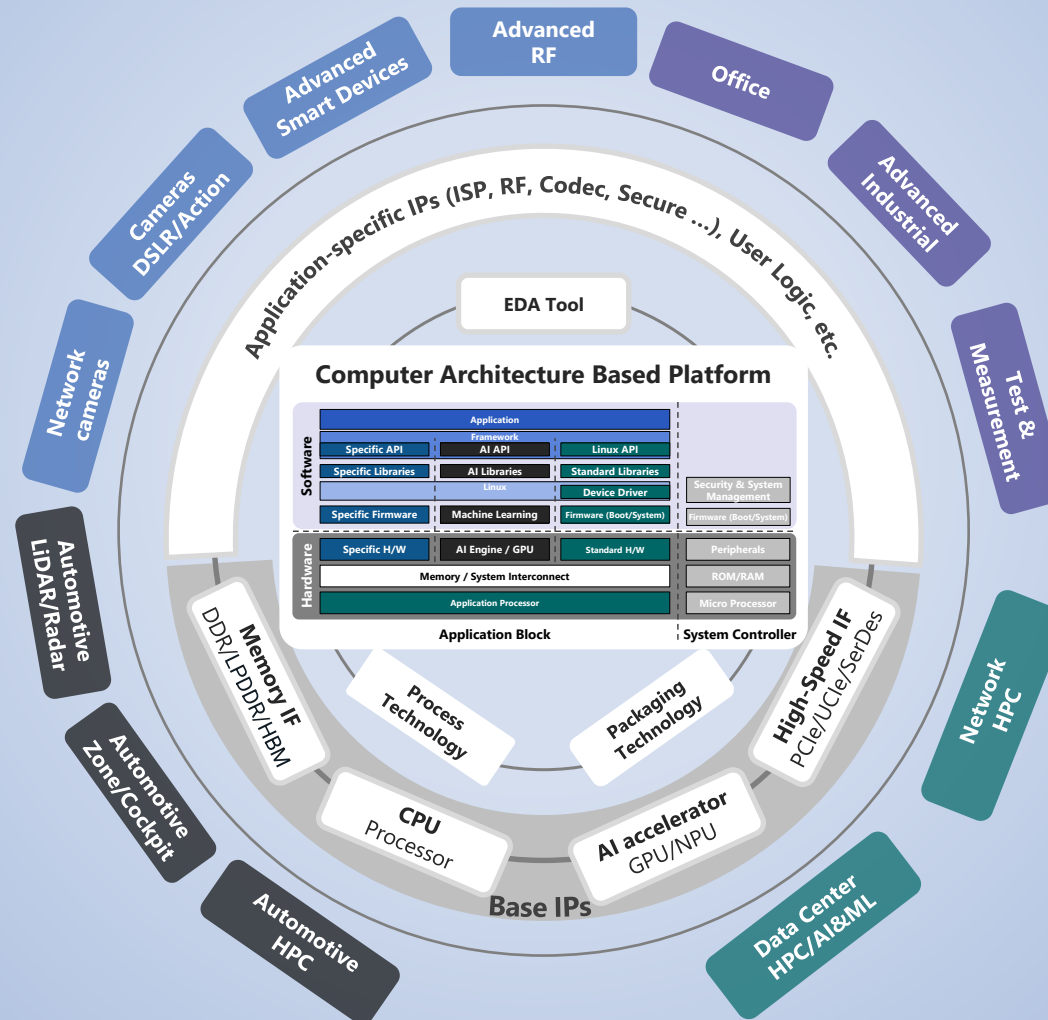 Advanced
RF
Advanced
Smart Devices
Office
Cameras
DSLR/Action
Advanced
Industrial
Network
cameras
Test &
Measurement
Automotive
LiDAR/Radar
Network
HPC
Automotive
Zone/Cockpit
Data Center
HPC/AI&ML
Automotive
HPC
Application-specific IPs (ISP, RF, Codec, Secure ...), User Logic, etc.
EDA Tool
Computer Architecture Based Platform
Software
Application
Framework
Specific API
AI API
Linux API
Specific Libraries
AI Libraries
Standard Libraries
Linux
Device Driver
Security & System
Management
Specific Firmware
Machine Learning
Firmware (Boot/System)
Firmware (Boot/System)
Hardware
Specific H/W
AI Engine / GPU
Standard H/W
Peripherals
Memory / System Interconnect
ROM/RAM
Application Processor
Micro Processor
Application Block
System Controller
Process
Technology
Packaging
Technology
Memory IF
DDR/LPDDR/HBM
High-Speed IF
PCIe/UCIe/SerDes
CPU
Processor
AI accelerator
GPU/NPU
Base IPs